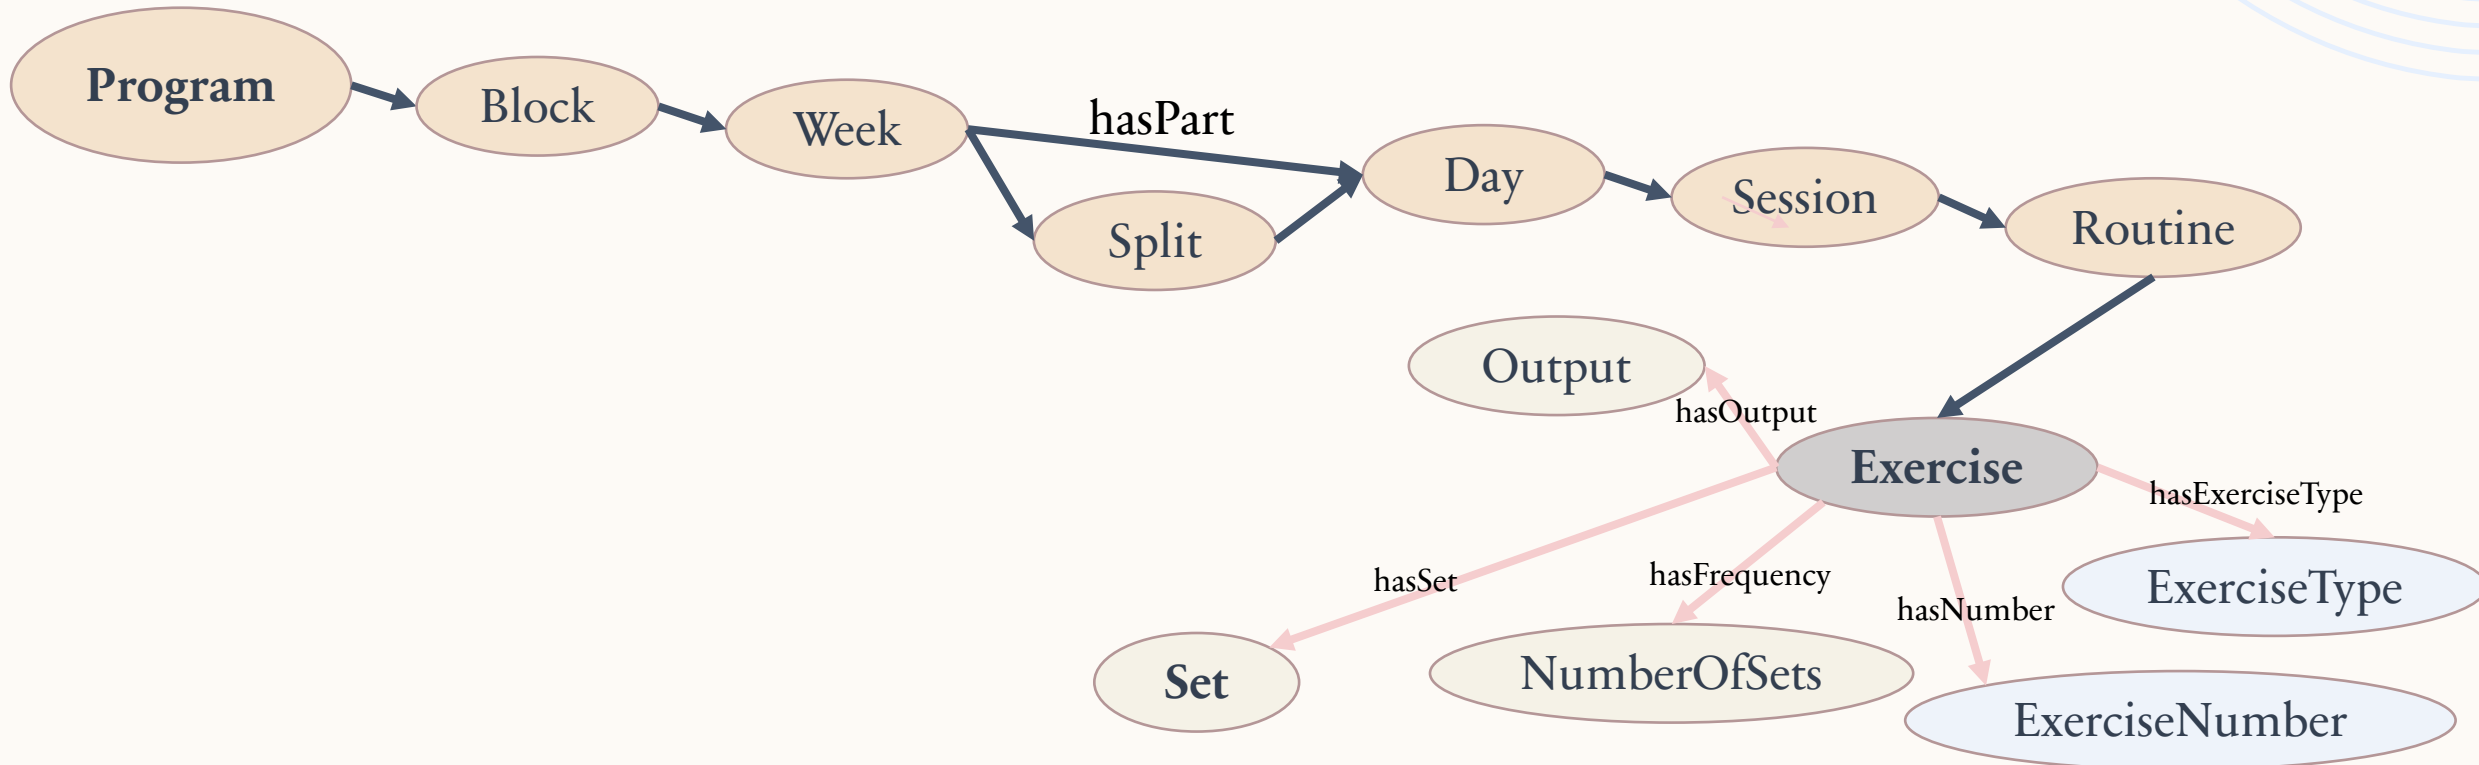 Program
Block
Week
hasPart
Split
Day
Session
Routine
Output
hasOutput
Exercise
hasExerciseType
ExerciseType
hasSet
hasFrequency
hasNumber
Set
NumberOfSets
ExerciseNumber